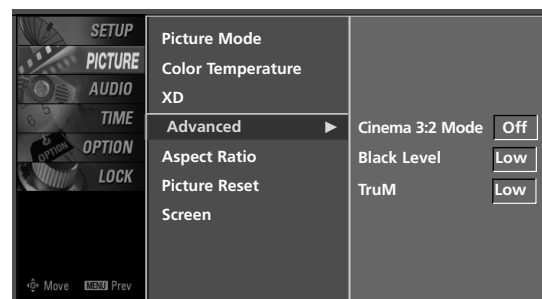 SETUP
PICTURE
AUDIO
TIME
OPTION
LOCK
Move MENU Prev
Picture Mode
Color Temperature
XD
Advanced ▶
Aspect Ratio
Picture Reset
Screen
Cinema 3:2 Mode Off
Black Level Low
TruM Low